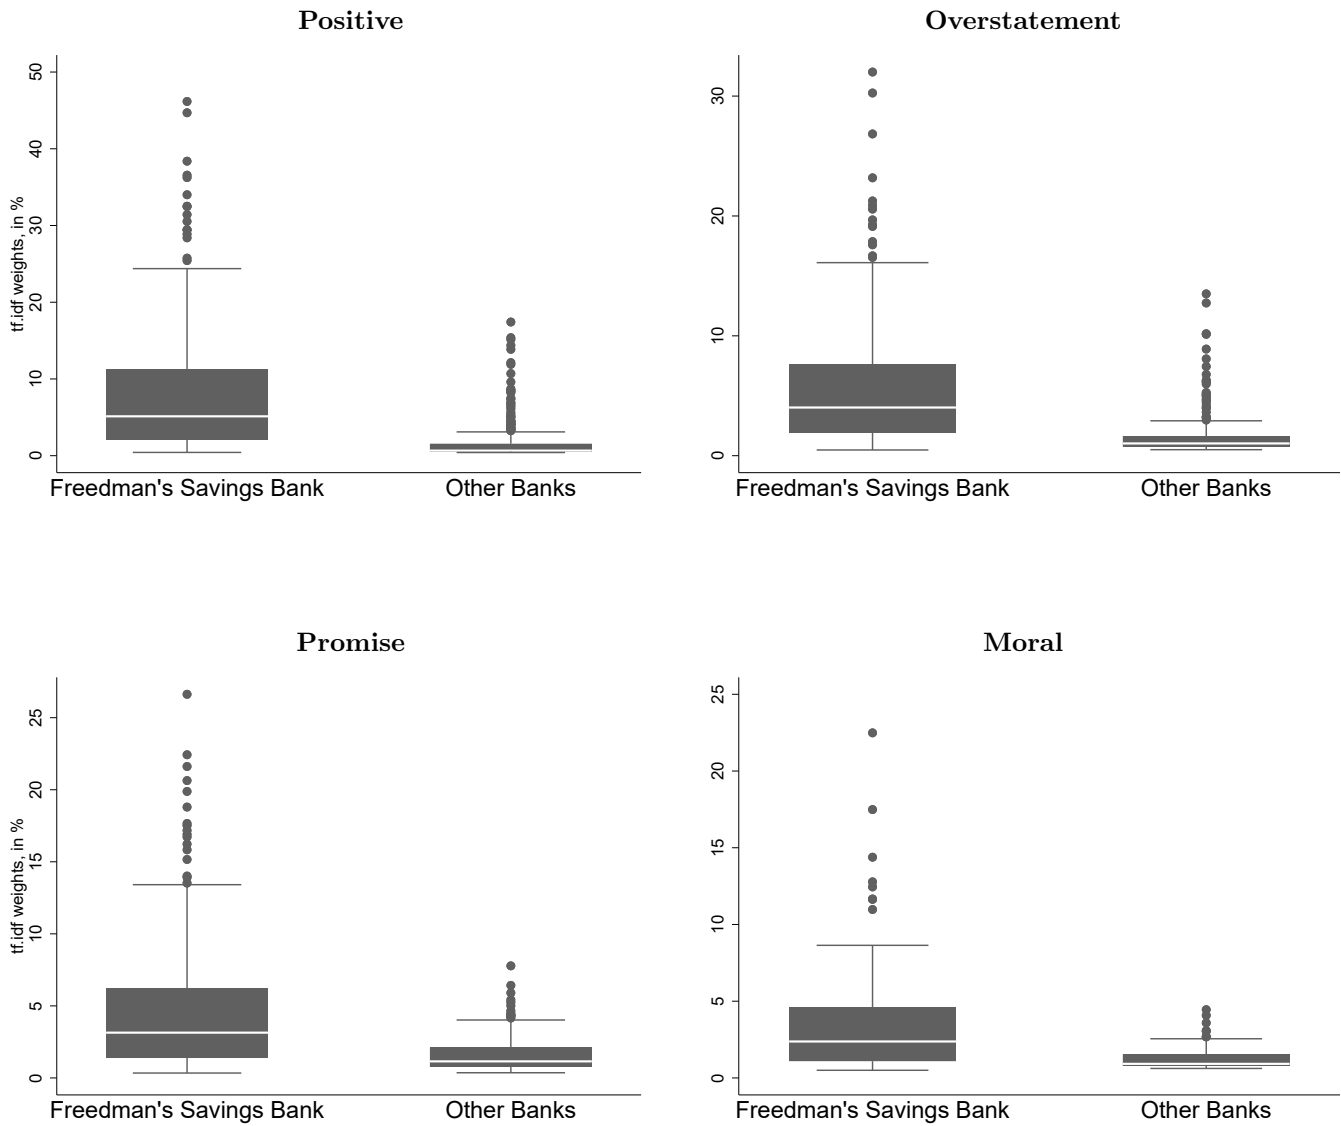 Positive
Overstatement
tf.idf weights, in %
50
40
30
20
10
0
30
20
10
0
Freedman's Savings Bank
Other Banks
Freedman's Savings Bank
Other Banks
Promise
Moral
tf.idf weights, in %
25
20
15
10
5
0
25
20
15
10
5
0
Freedman's Savings Bank
Other Banks
Freedman's Savings Bank
Other Banks